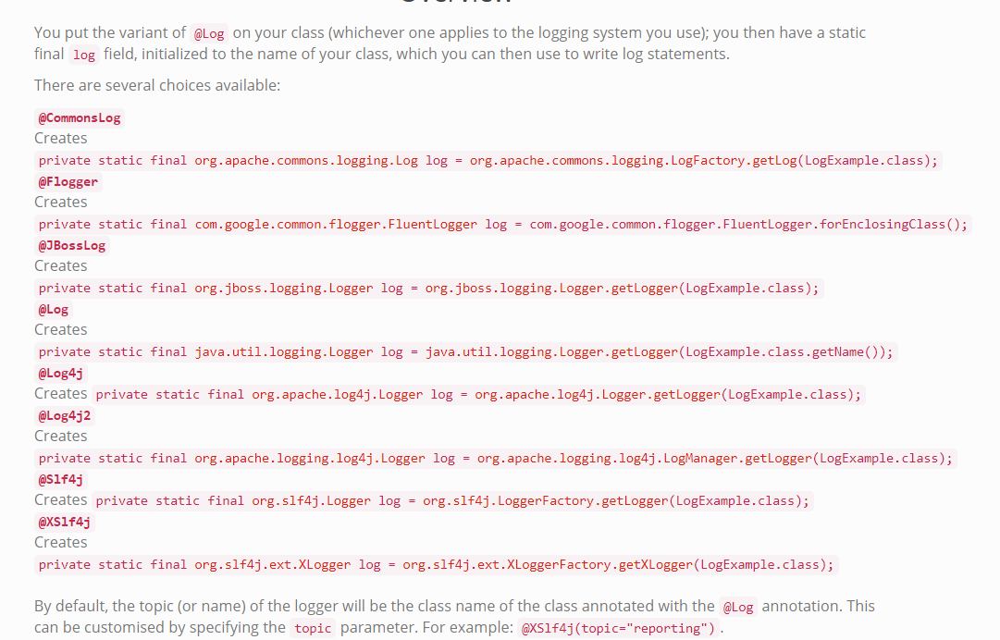 You put the variant of @Log on your class (whichever one applies to the logging system you use); you then have a static
final log field, initialized to the name of your class, which you can then use to write log statements.
There are several choices available:
@CommonsLog
Creates
private static final org.apache.commons.logging.Log log = org.apache.commons.logging.LogFactory.getLog(LogExample.class);
@Flogger
Creates
private static final com.google.common.flogger.FluentLogger log = com.google.common.flogger.FluentLogger.forEnclosingClass();
@JBossLog
Creates
private static final org.jboss.logging.Logger log = org.jboss.logging.Logger.getLogger(LogExample.class);
@Log
Creates
private static final java.util.logging.Logger log = java.util.logging.Logger.getLogger(LogExample.class.getName());
@Log4j
Creates private static final org.apache.log4j.Logger log = org.apache.log4j.Logger.getLogger(LogExample.class);
@Log4j2
Creates
private static final org.apache.logging.log4j.Logger log = org.apache.logging.log4j.LogManager.getLogger(LogExample.class);
@Slf4j
Creates private static final org.slf4j.Logger log = org.slf4j.LoggerFactory.getLogger(LogExample.class);
@XSlf4j
Creates
private static final org.slf4j.ext.XLogger log = org.slf4j.ext.XLoggerFactory.getXLogger(LogExample.class);
By default, the topic (or name) of the logger will be the class name of the class annotated with the @Log annotation. This
can be customised by specifying the topic parameter. For example: @XSlf4j(topic="reporting") .